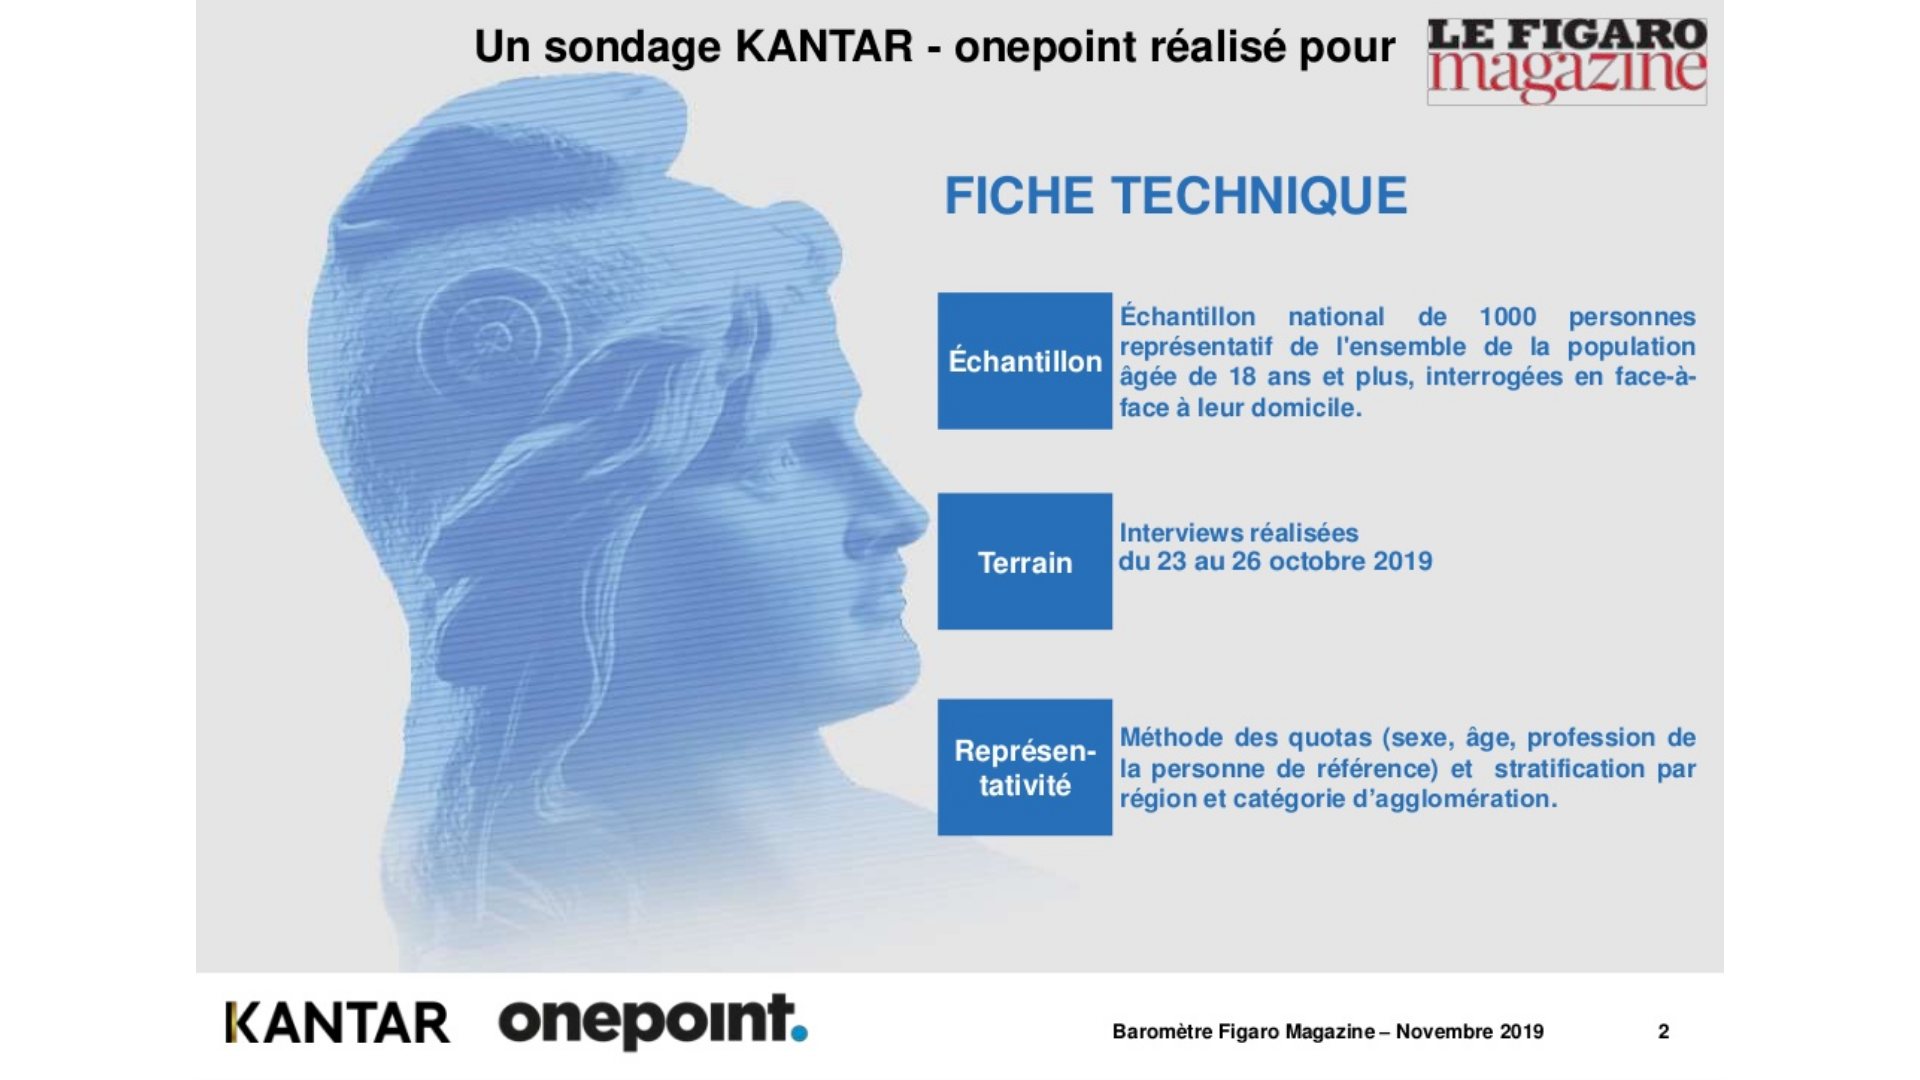 Un sondage KANTAR - onepoint réalisé pour
LE FIGARO
magazine
FICHE TECHNIQUE
Échantillon
Échantillon national de 1000 personnes
représentatif de l'ensemble de la population
âgée de 18 ans et plus, interrogées en face-à-
face à leur domicile.
Terrain
Interviews réalisées
du 23 au 26 octobre 2019
Représen-
tativité
Méthode des quotas (sexe, âge, profession de
la personne de référence) et stratification par
région et catégorie d’agglomération.
KANTAR
onepoint.
Baromètre Figaro Magazine – Novembre 2019
2